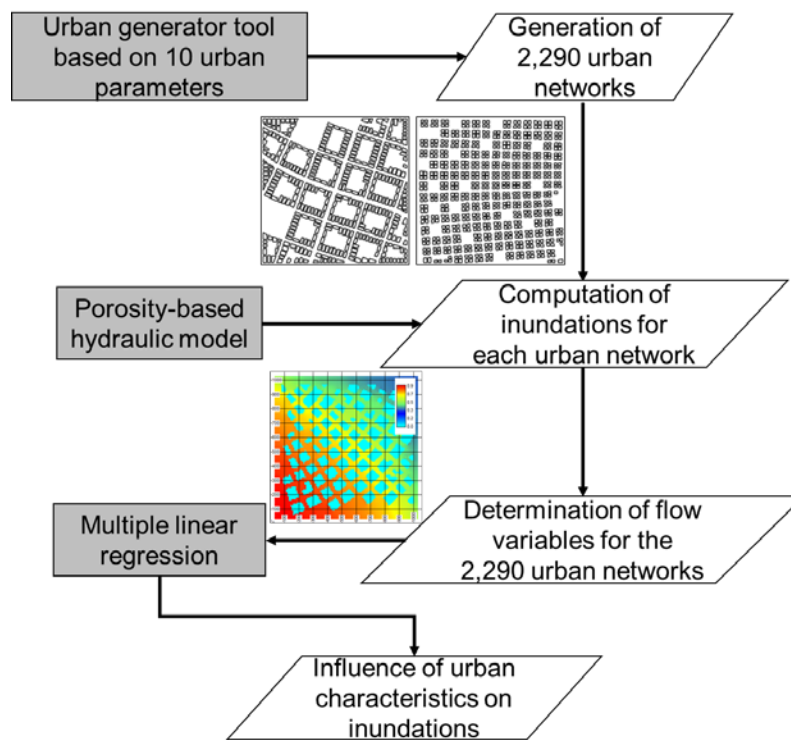 Urban generator tool
based on 10 urban
parameters
Generation of
2,290 urban
networks
Porosity-based
hydraulic model
Computation of
inundations for
each urban network
Multiple linear
regression
Determination of flow
variables for the
2,290 urban networks
Influence of urban
characteristics on
inundations